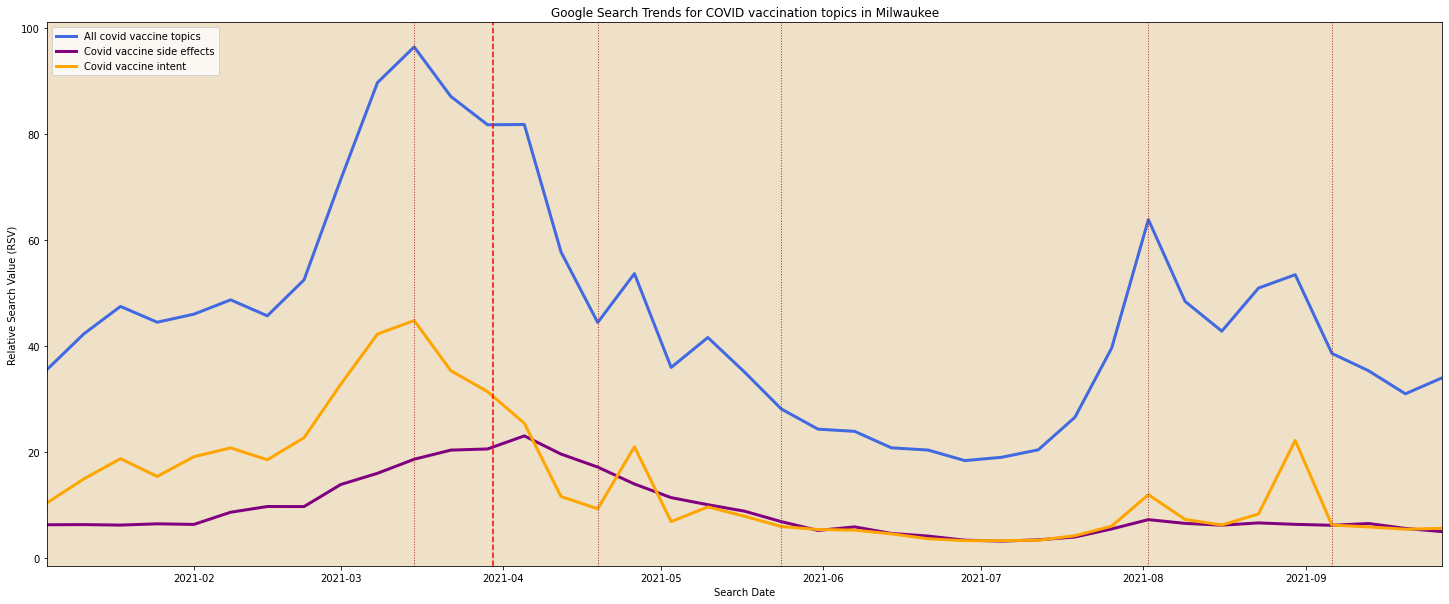 Google Search Trends for COVID vaccination topics in Milwaukee
All covid vaccine topics
Covid vaccine side effects
Covid vaccine intent
Relative Search Value (RSV)
100
80
60
40
20
0
2021-02 2021-03 2021-04 2021-05 2021-06 2021-07 2021-08 2021-09
Search Date